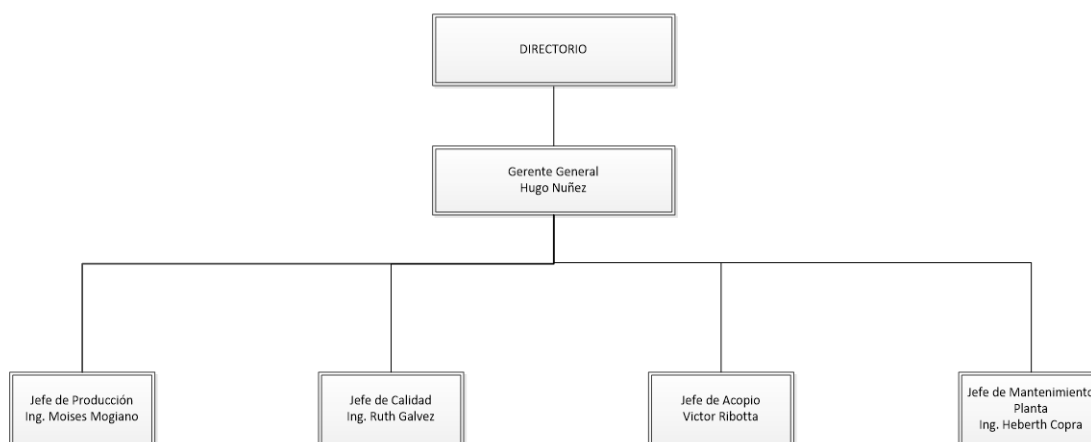 DIRECTORIO
Gerente General
Hugo Nuñez
Jefe de Producción
Ing. Moises Mogiano
Jefe de Calidad
Ing. Ruth Galvez
Jefe de Acopio
Victor Ribotta
Jefe de Mantenimiento
Planta
Ing. Heberth Copra